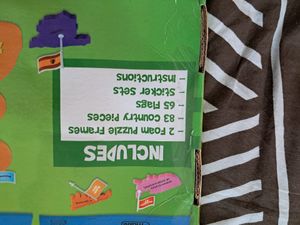 INCLUDES
– 2 Foam Puzzle Frames
– 83 Country Pieces
– 65 Flags
– Sticker Sets
– Instructions